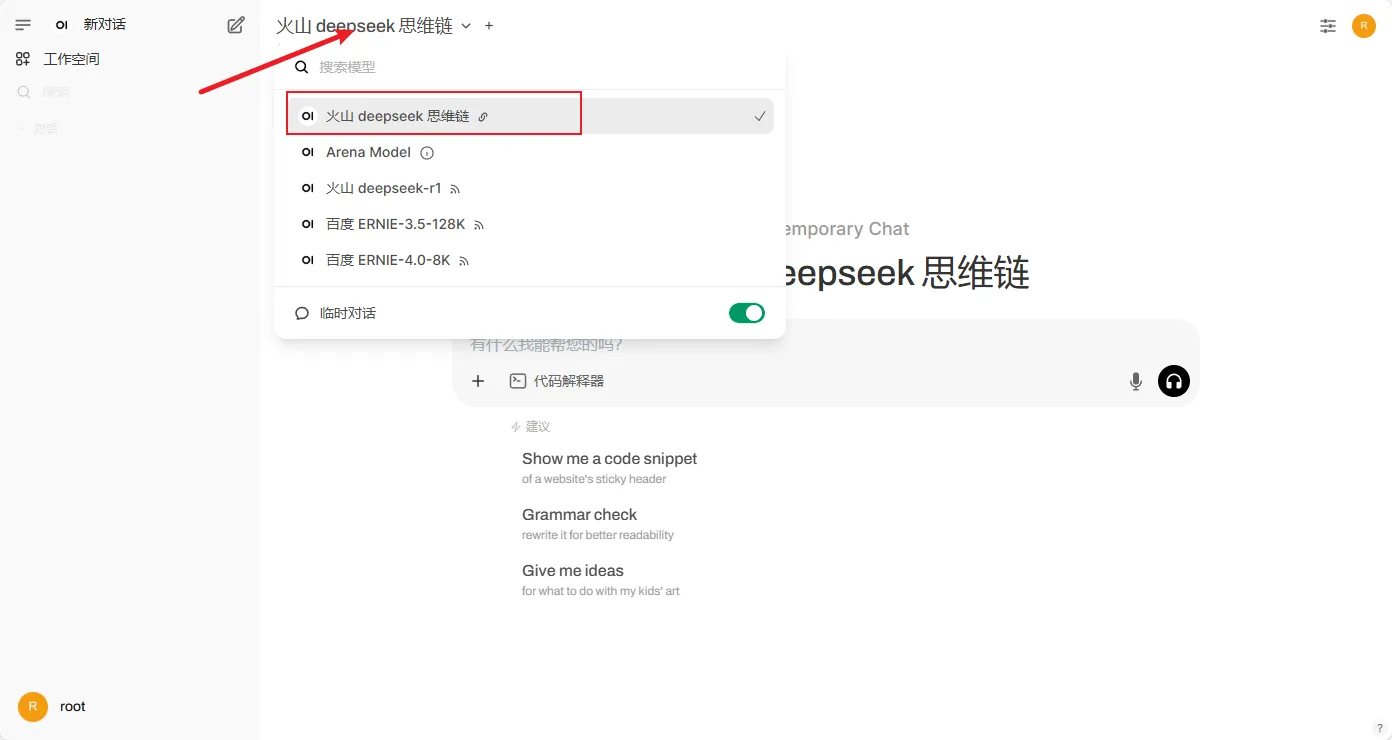 OI 新对话
工作空间
搜索
对话
火山 deepseek 思维链
R
搜索模型
OI 火山 deepseek 思维链
OI Arena Model
OI 火山 deepseek-r1
OI 百度 ERNIE-3.5-128K
OI 百度 ERNIE-4.0-8K
临时对话
emporary Chat
eepseek 思维链
有什么我能帮您的吗?
代码解释器
建议
Show me a code snippet
of a website's sticky header
Grammar check
rewrite it for better readability
Give me ideas
for what to do with my kids' art
R root
?